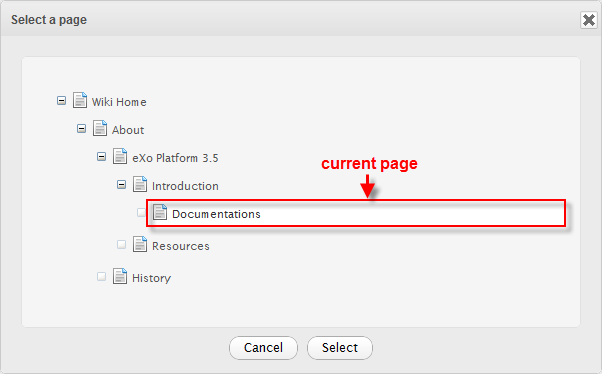 Select a page
Wiki Home
About
eXo Platform 3.5
current page
Introduction
Documentations
Resources
History
Cancel
Select